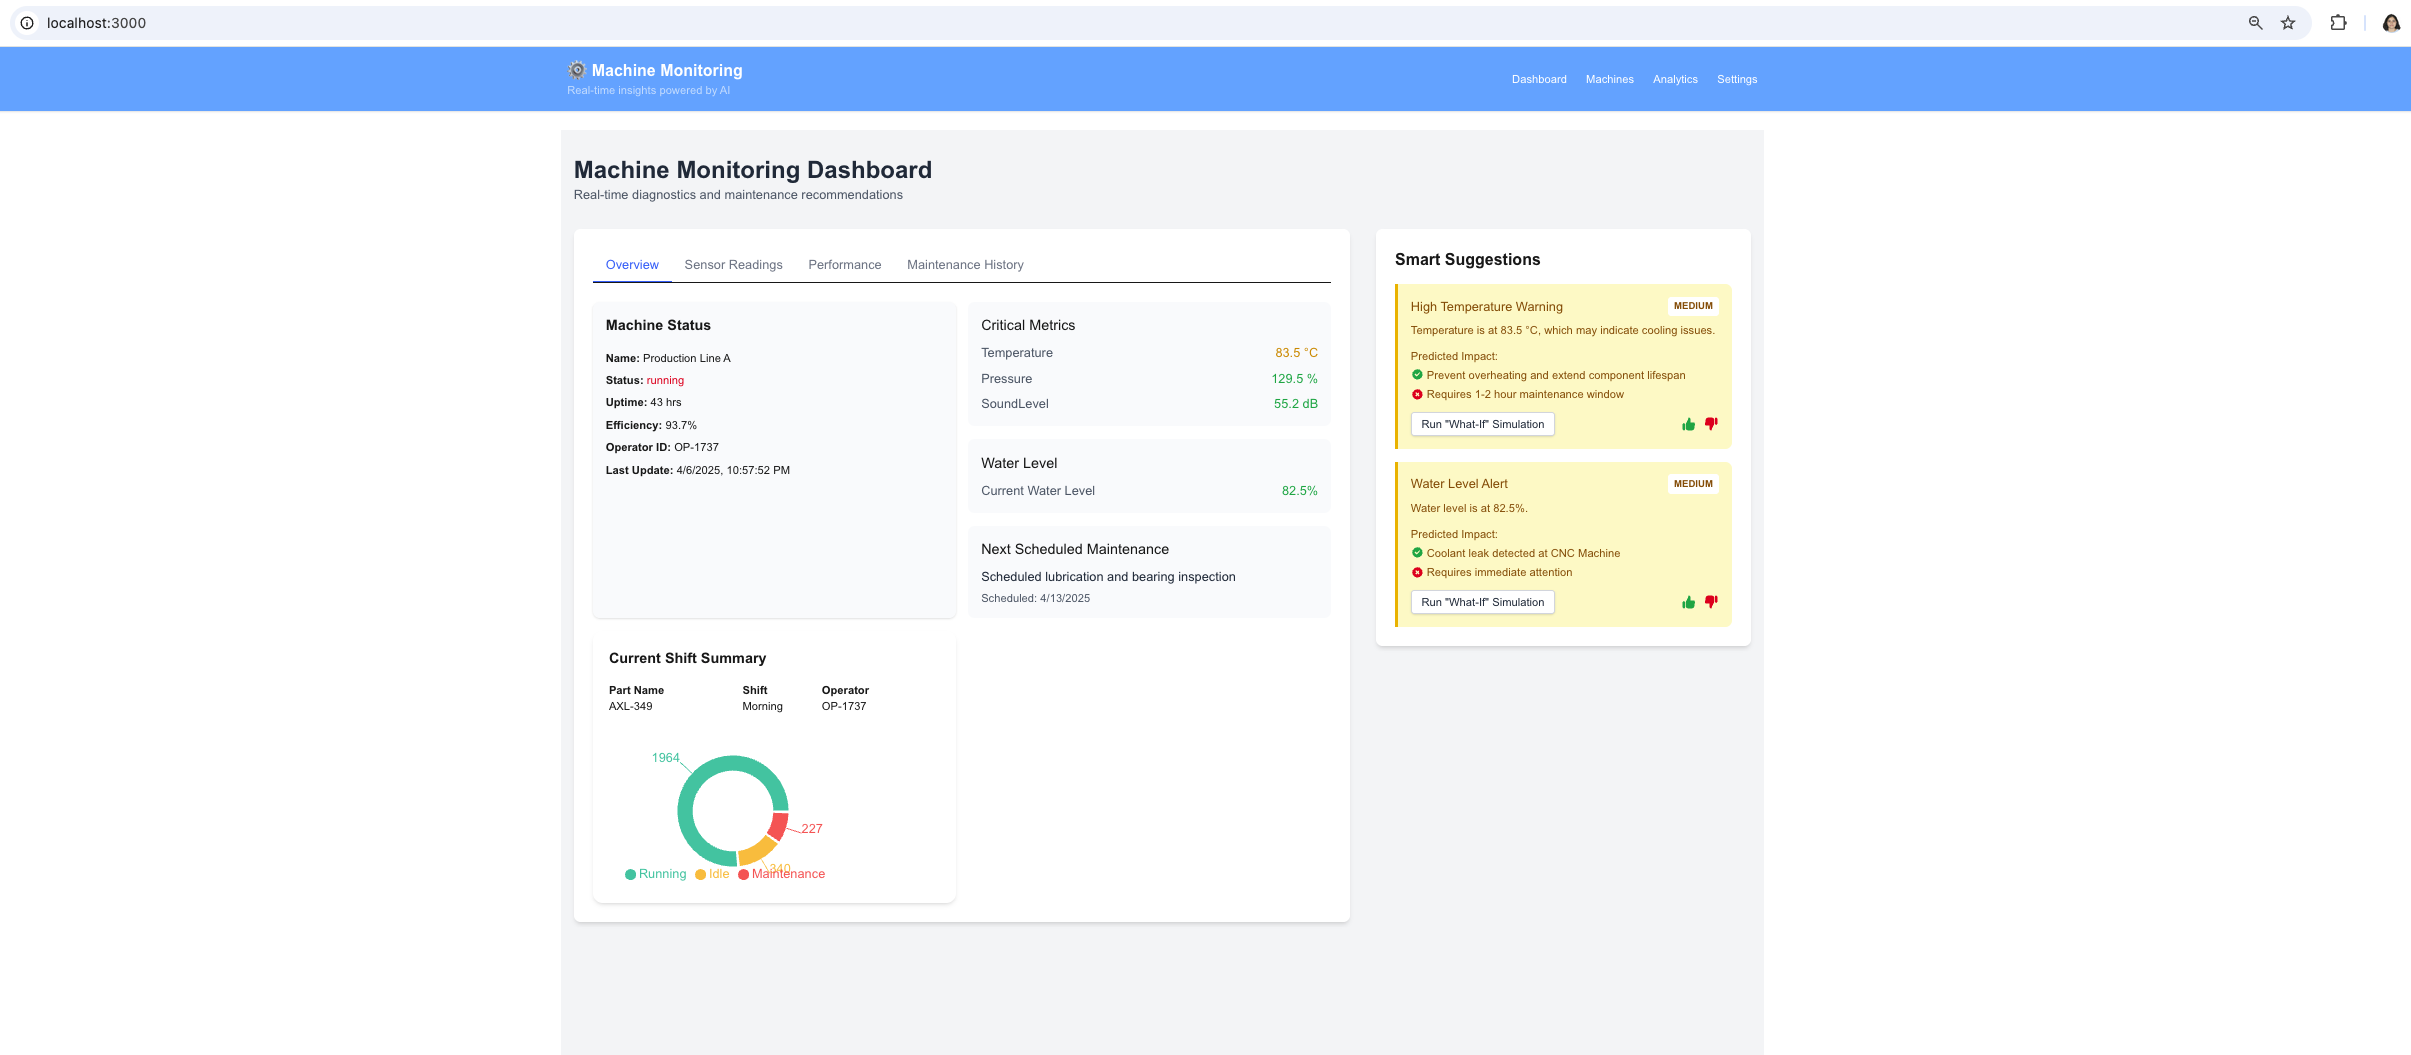 localhost:3000
Machine Monitoring
Real-time insights powered by AI
Dashboard Machines Analytics Settings
Machine Monitoring Dashboard
Real-time diagnostics and maintenance recommendations
Overview Sensor Readings Performance Maintenance History
Machine Status
Name: Production Line A
Status: running
Uptime: 43 hrs
Efficiency: 93.7%
Operator ID: OP-1737
Last Update: 4/6/2025, 10:57:52 PM
Critical Metrics
Temperature 83.5 °C
Pressure 129.5 %
SoundLevel 55.2 dB
Water Level
Current Water Level 82.5%
Next Scheduled Maintenance
Scheduled lubrication and bearing inspection
Scheduled: 4/13/2025
Current Shift Summary
Part Name Shift Operator
AXL-349 Morning OP-1737
1964
227
340
Running Idle Maintenance
Smart Suggestions
High Temperature Warning MEDIUM
Temperature is at 83.5 °C, which may indicate cooling issues.
Predicted Impact:
Prevent overheating and extend component lifespan
Requires 1-2 hour maintenance window
Run "What-If" Simulation
Water Level Alert MEDIUM
Water level is at 82.5%.
Predicted Impact:
Coolant leak detected at CNC Machine
Requires immediate attention
Run "What-If" Simulation